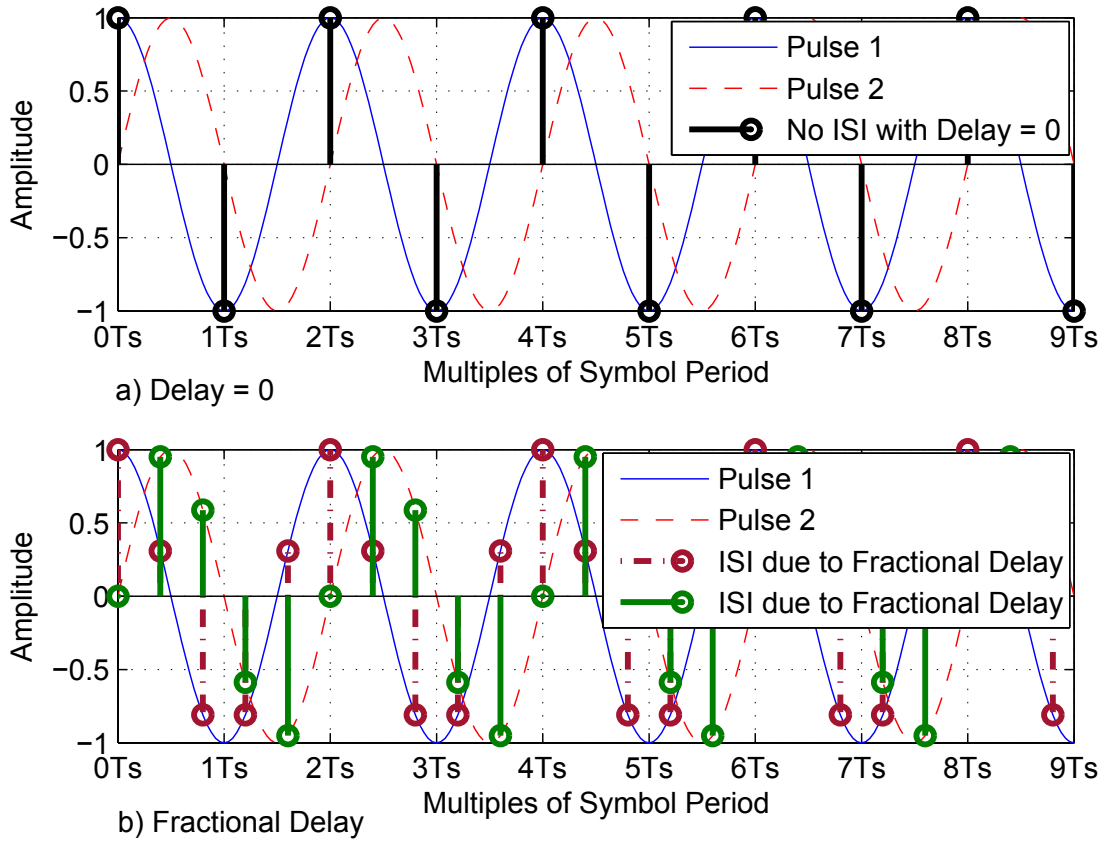 1
0.5
0
−0.5
−1
Amplitude
Pulse 1
Pulse 2
No ISI with Delay = 0
0Ts 1Ts 2Ts 3Ts 4Ts 5Ts 6Ts 7Ts 8Ts 9Ts
Multiples of Symbol Period
a) Delay = 0
1
0.5
0
−0.5
−1
Amplitude
Pulse 1
Pulse 2
ISI due to Fractional Delay
ISI due to Fractional Delay
0Ts 1Ts 2Ts 3Ts 4Ts 5Ts 6Ts 7Ts 8Ts 9Ts
Multiples of Symbol Period
b) Fractional Delay